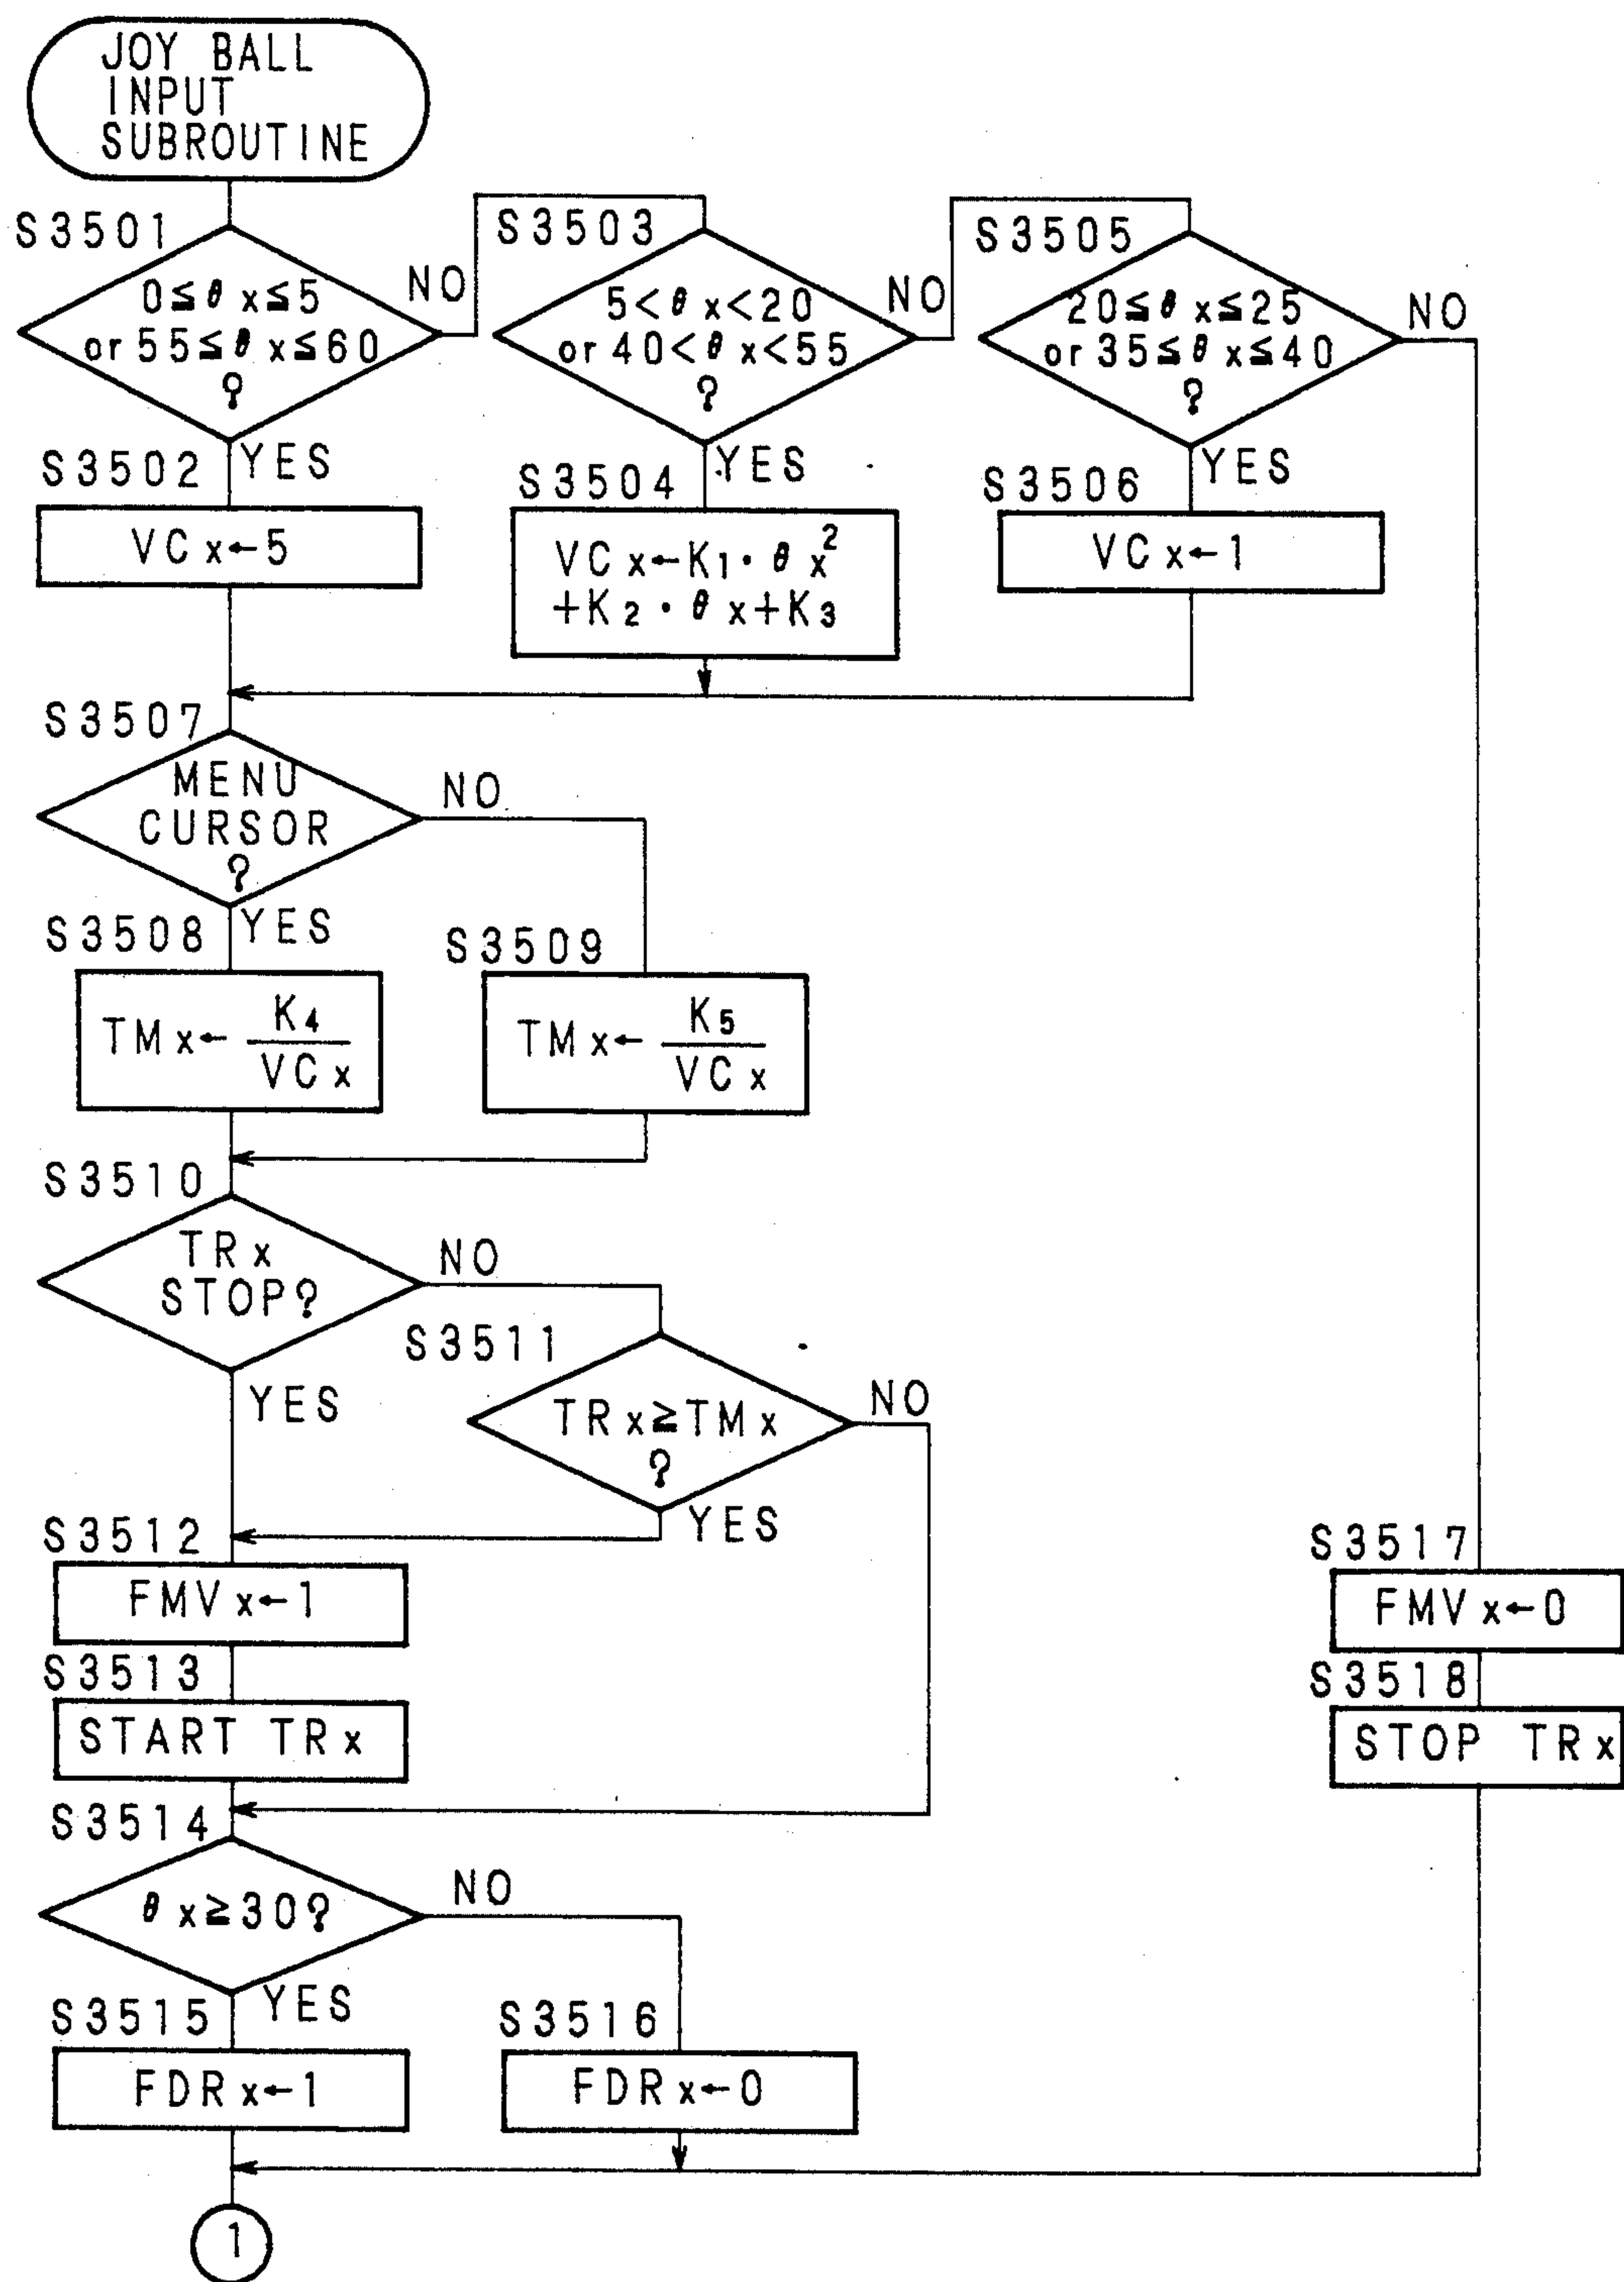 JOY BALL
INPUT
SUBROUTINE
S3501
0≦θx≦5
or 55≦θx≦60
?
NO
YES
S3503
5<θx<20
or 40<θx<55
?
NO
YES
S3505
20≦θx≦25
or 35≦θx≦40
?
NO
YES
S3502
VCx←5
S3504
VCx←K1・θx²
+K2・θx+K3
S3506
VCx←1
S3507
MENU
CURSOR
?
NO
YES
S3508
TMx← K4
VCx
S3509
TMx← K5
VCx
S3510
TRx
STOP?
NO
YES
S3511
TRx≧TMx
?
NO
YES
S3512
FMVx←1
S3513
START TRx
S3517
FMVx←0
S3518
STOP TRx
S3514
θx≧30?
NO
YES
S3515
FDRx←1
S3516
FDRx←0
1